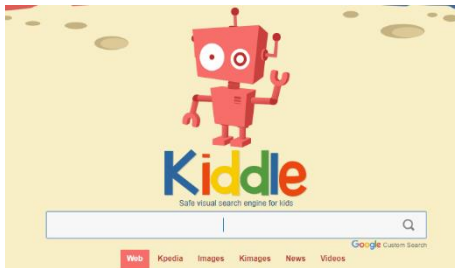 Kiddle
Safe visual search engine for kids
Google Custom Search
Web Kpedia Images Kimages News Videos